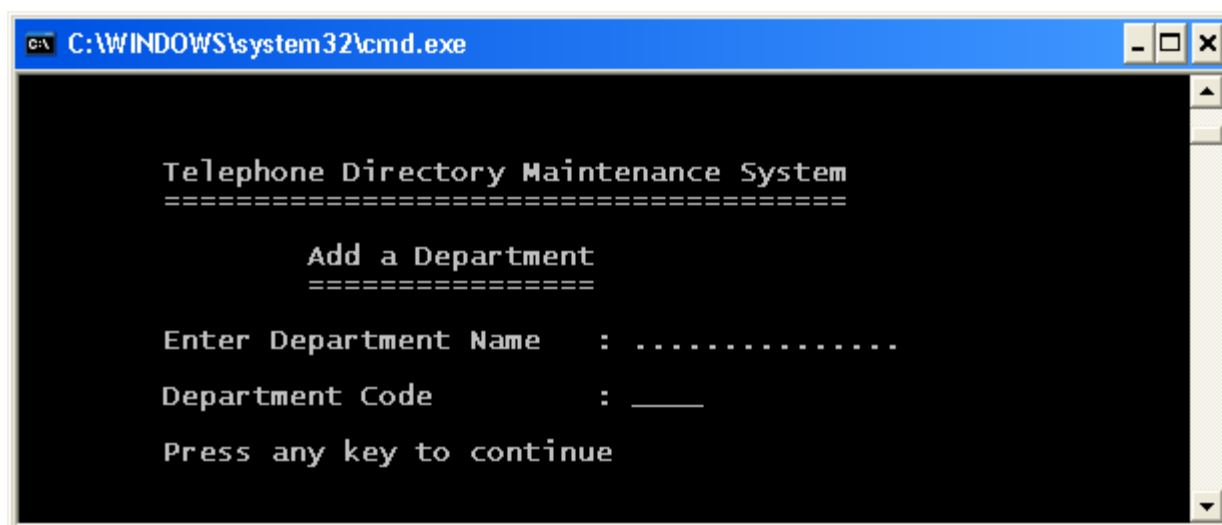 C:\WINDOWS\system32\cmd.exe
Telephone Directory Maintenance System
======================================
Add a Department
================
Enter Department Name : ...............
Department Code : ____
Press any key to continue